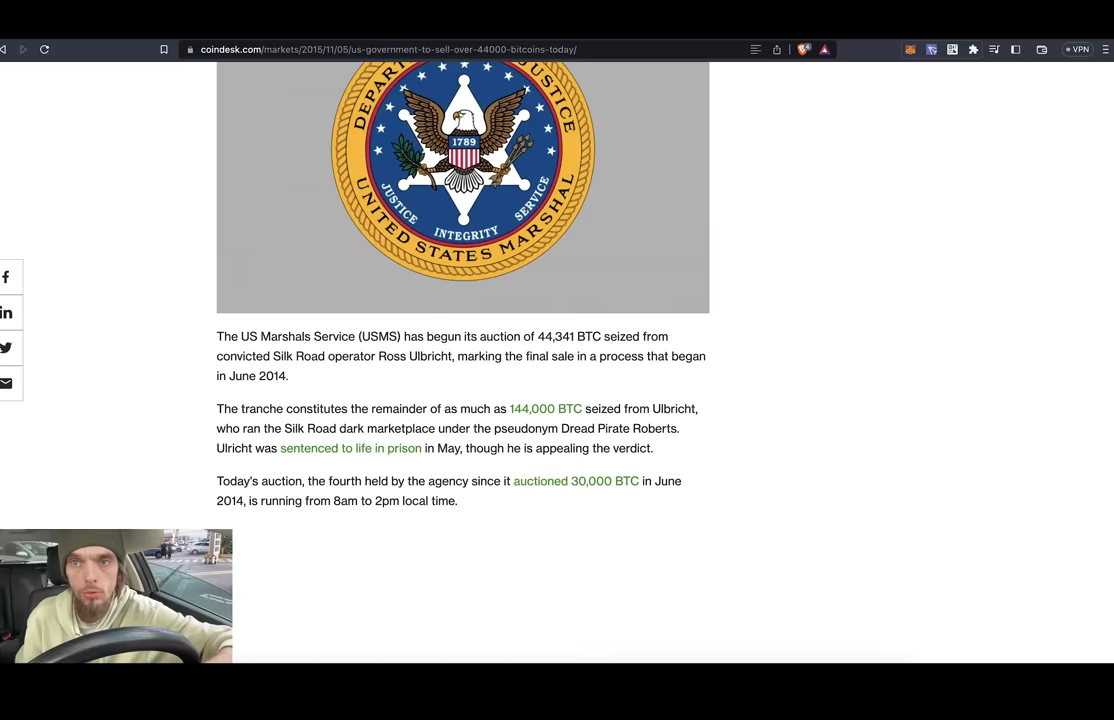 coindesk.com/markets/2015/11/05/us-government-to-sell-over-44000-bitcoins-today/
VPN
DEPAR
USTICE
1789
JUSTICE INTEGRITY SERVICE
UNITED STATES MARSHAL
The US Marshals Service (USMS) has begun its auction of 44,341 BTC seized from
convicted Silk Road operator Ross Ulbricht, marking the final sale in a process that began
in June 2014.
The tranche constitutes the remainder of as much as 144,000 BTC seized from Ulbricht,
who ran the Silk Road dark marketplace under the pseudonym Dread Pirate Roberts.
Ulricht was sentenced to life in prison in May, though he is appealing the verdict.
Today's auction, the fourth held by the agency since it auctioned 30,000 BTC in June
2014, is running from 8am to 2pm local time.